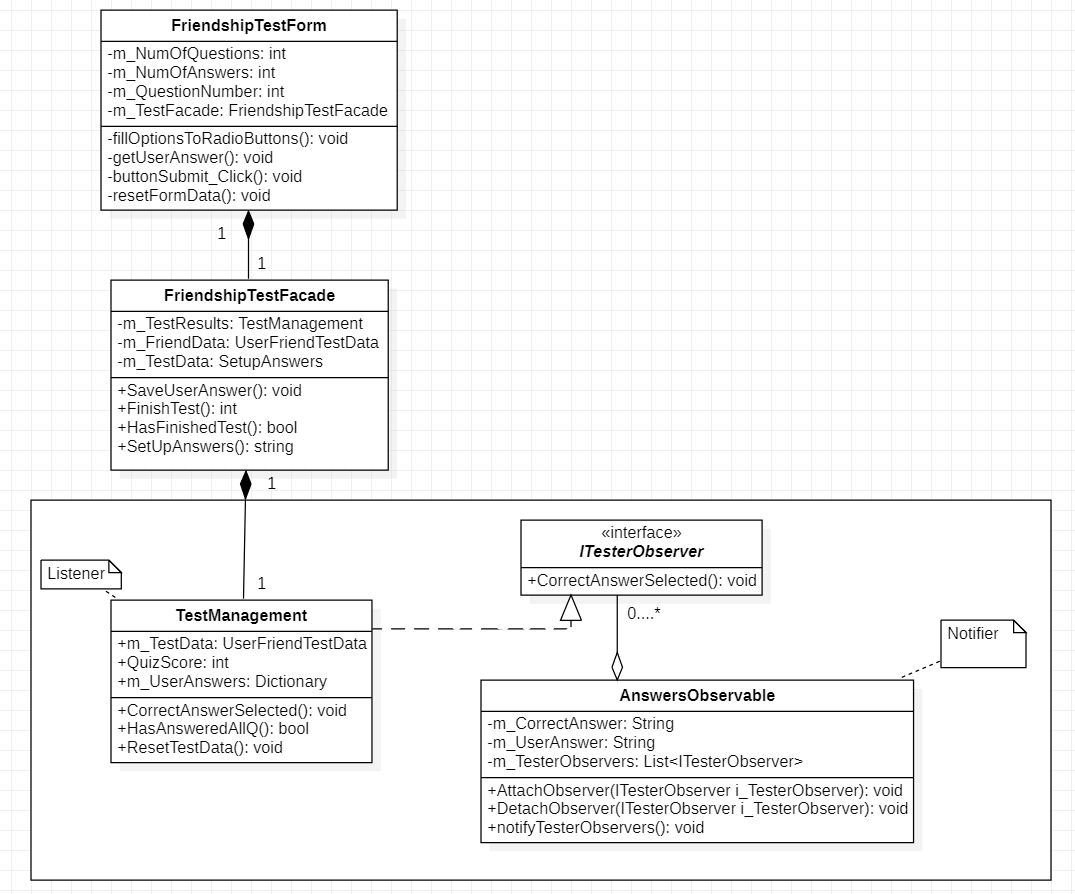 FriendshipTestForm
-m_NumOfQuestions: int
-m_NumOfAnswers: int
-m_QuestionNumber: int
-m_TestFacade: FriendshipTestFacade
-fillOptionsToRadioButtons(): void
-getUserAnswer(): void
-buttonSubmit_Click(): void
-resetFormData(): void
1
1
FriendshipTestFacade
-m_TestResults: TestManagement
-m_FriendData: UserFriendTestData
-m_TestData: SetupAnswers
+SaveUserAnswer(): void
+FinishTest(): int
+HasFinishedTest(): bool
+SetUpAnswers(): string
1
1
Listener
TestManagement
+m_TestData: UserFriendTestData
+QuizScore: int
+m_UserAnswers: Dictionary
+CorrectAnswerSelected(): void
+HasAnsweredAllQ(): bool
+ResetTestData(): void
«interface»
ITesterObserver
+CorrectAnswerSelected(): void
0....*
Notifier
AnswersObservable
-m_CorrectAnswer: String
-m_UserAnswer: String
-m_TesterObservers: List<ITesterObserver>
+AttachObserver(ITesterObserver i_TesterObserver): void
+DetachObserver(ITesterObserver i_TesterObserver): void
+notifyTesterObservers(): void